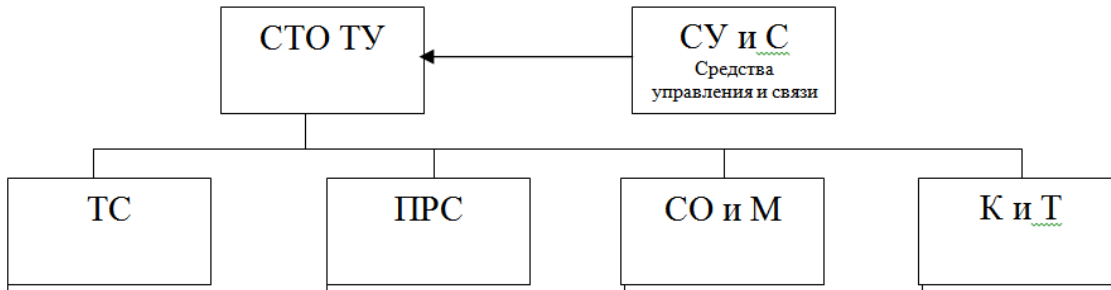 СТО ТУ
СУ и С
Средства
управления и связи
ТС
ПРС
СО и М
К и Т